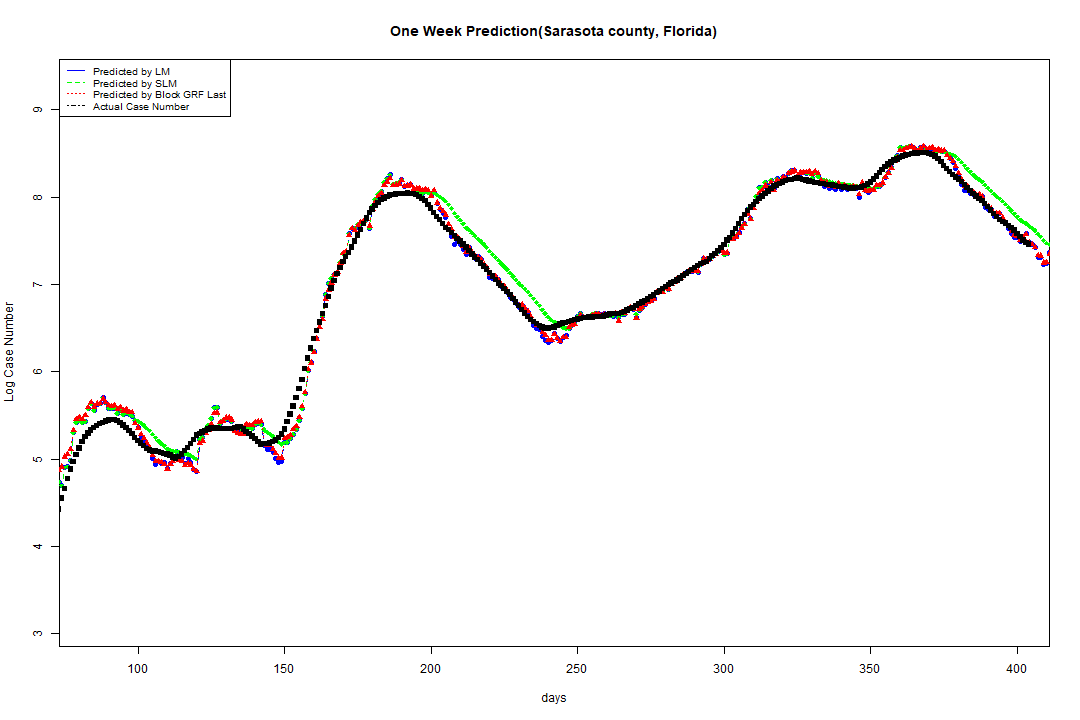 One Week Prediction(Sarasota county, Florida)
Predicted by LM
Predicted by SLM
Predicted by Block GRF Last
Actual Case Number
9
8
7
6
5
4
3
Log Case Number
100 150 200 250 300 350 400
days